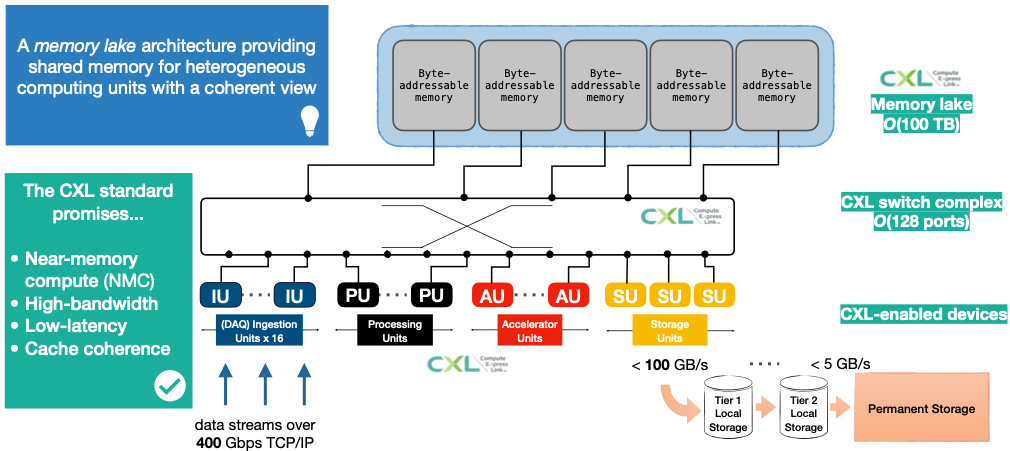 A memory lake architecture providing
shared memory for heterogeneous
computing units with a coherent view
Byte-
addressable
memory
Byte-
addressable
memory
Byte-
addressable
memory
Byte-
addressable
memory
Byte-
addressable
memory
CXL Compute
Express
Link™
Memory lake
O(100 TB)
The CXL standard
promises...
• Near-memory
compute (NMC)
• High-bandwidth
• Low-latency
• Cache coherence
CXL Compute
Express
Link™
CXL switch complex
O(128 ports)
IU
IU
PU
PU
AU
AU
SU
SU
SU
(DAQ) Ingestion
Units x 16
Processing
Units
Accelerator
Units
Storage
Units
CXL-enabled devices
CXL Compute
Express
Link™
data streams over
400 Gbps TCP/IP
< 100 GB/s
< 5 GB/s
Tier 1
Local
Storage
Tier 2
Local
Storage
Permanent Storage